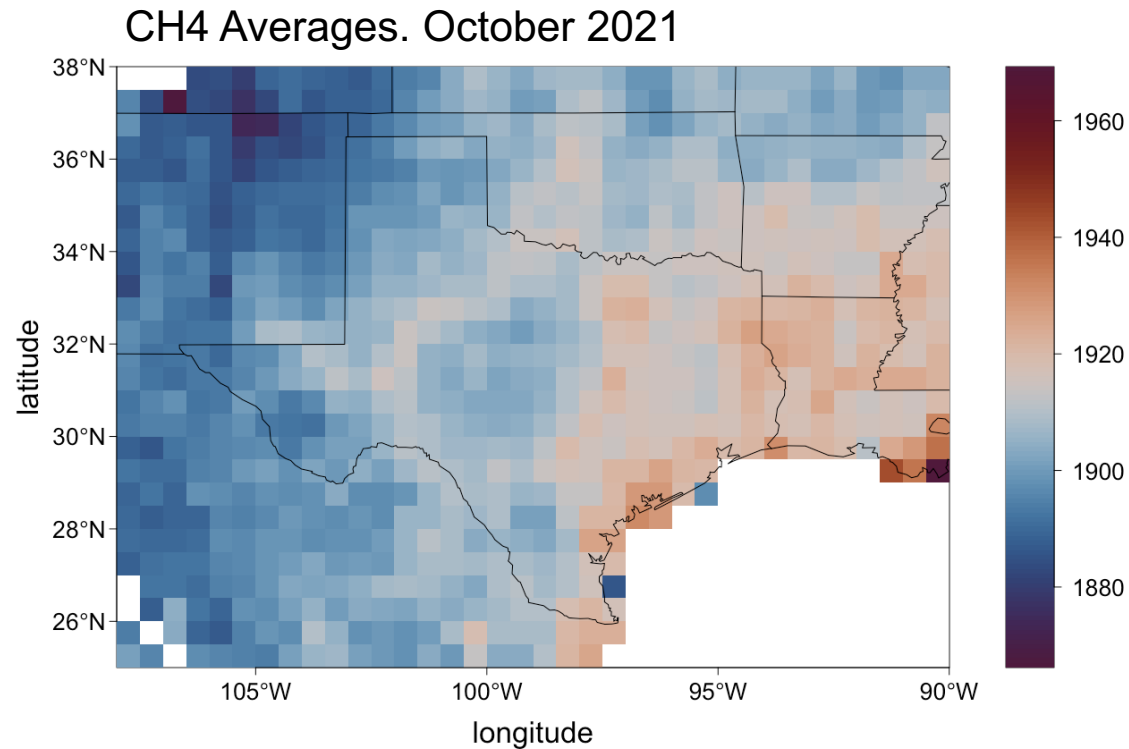 CH4 Averages. October 2021
38°N
36°N
34°N
32°N
30°N
28°N
26°N
latitude
105°W
100°W
95°W
90°W
longitude
1960
1940
1920
1900
1880